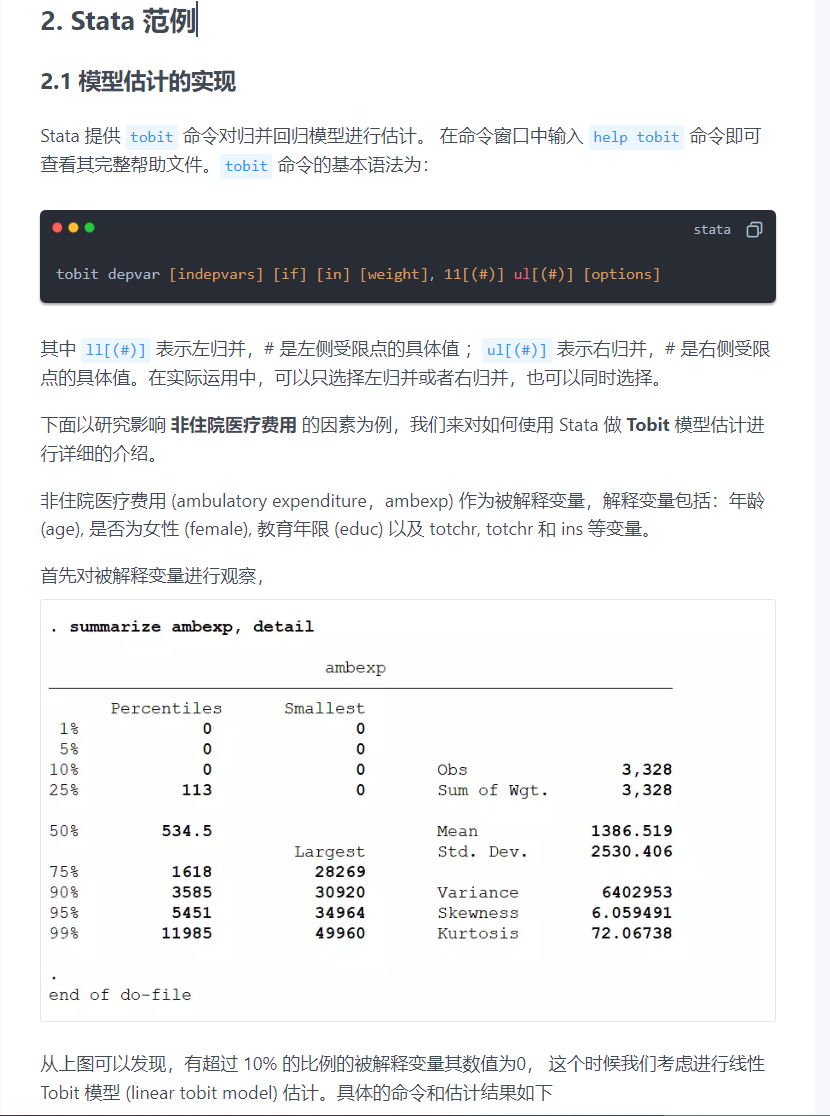 2. Stata 范例
2.1 模型估计的实现
Stata 提供 tobit 命令对归并回归模型进行估计。 在命令窗口中输入 help tobit 命令即可
查看其完整帮助文件。 tobit 命令的基本语法为：
stata
tobit depvar [indepvars] [if] [in] [weight], 11[(#)] ul[(#)] [options]
其中 ll[(#)] 表示左归并，# 是左侧受限点的具体值 ； ul[(#)] 表示右归并，# 是右侧受限
点的具体值。在实际运用中，可以只选择左归并或者右归并，也可以同时选择。
下面以研究影响 非住院医疗费用 的因素为例，我们来对如何使用 Stata 做 Tobit 模型估计进
行详细的介绍。
非住院医疗费用 (ambulatory expenditure，ambexp) 作为被解释变量，解释变量包括：年龄
(age), 是否为女性 (female), 教育年限 (educ) 以及 totchr, totchr 和 ins 等变量。
首先对被解释变量进行观察，
. summarize ambexp, detail
ambexp
Percentiles Smallest
1% 0 0
5% 0 0
10% 0 0 Obs 3,328
25% 113 0 Sum of Wgt. 3,328
50% 534.5 Mean 1386.519
Largest Std. Dev. 2530.406
75% 1618 28269
90% 3585 30920 Variance 6402953
95% 5451 34964 Skewness 6.059491
99% 11985 49960 Kurtosis 72.06738
.
end of do-file
从上图可以发现，有超过 10% 的比例的被解释变量其数值为0， 这个时候我们考虑进行线性
Tobit 模型 (linear tobit model) 估计。具体的命令和估计结果如下